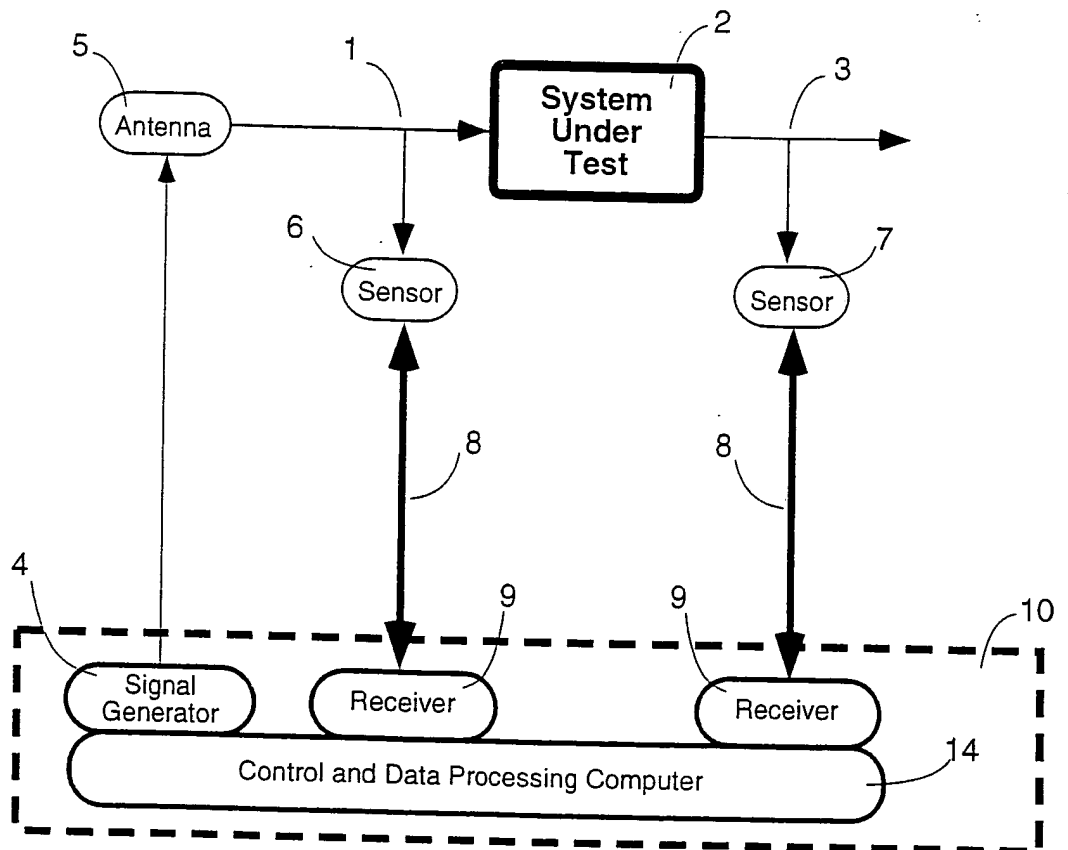 5
1
2
3
Antenna
System
Under
Test
6
7
Sensor
Sensor
8
8
4
9
9
10
Signal
Generator
Receiver
Receiver
Control and Data Processing Computer
14